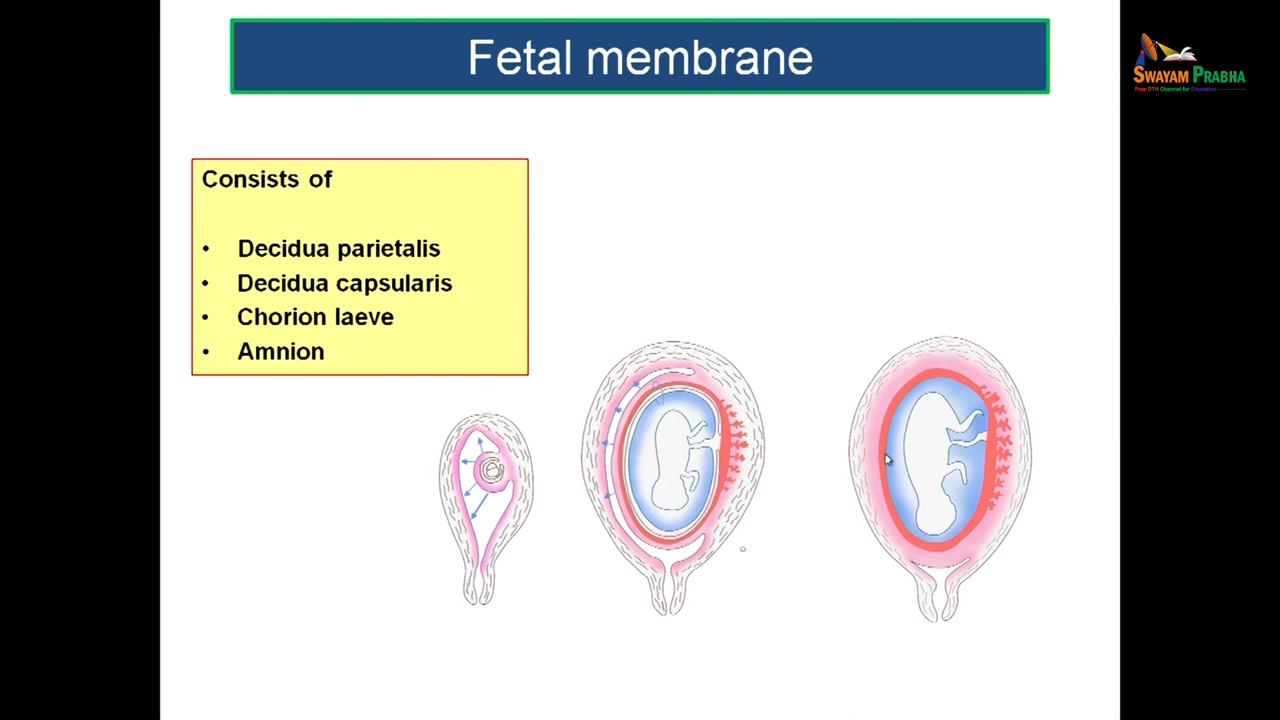 Fetal membrane
SWAYAM PRABHA
Free DTH Channel for Education
Consists of
• Decidua parietalis
• Decidua capsularis
• Chorion laeve
• Amnion